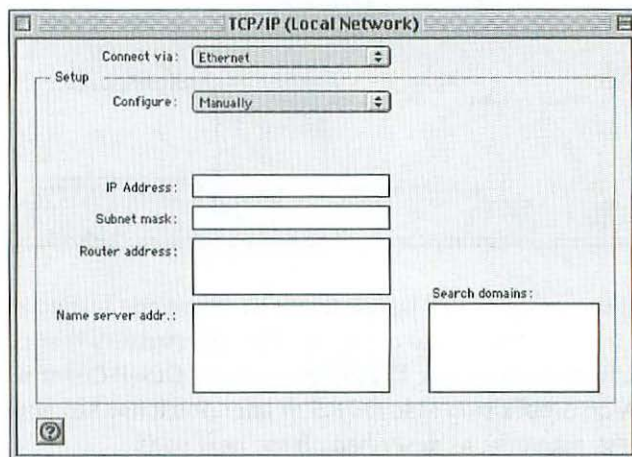 TCP/IP (Local Network)
Connect via: Ethernet
Setup
Configure: Manually
IP Address:
Subnet mask:
Router address:
Search domains:
Name server addr.:
?